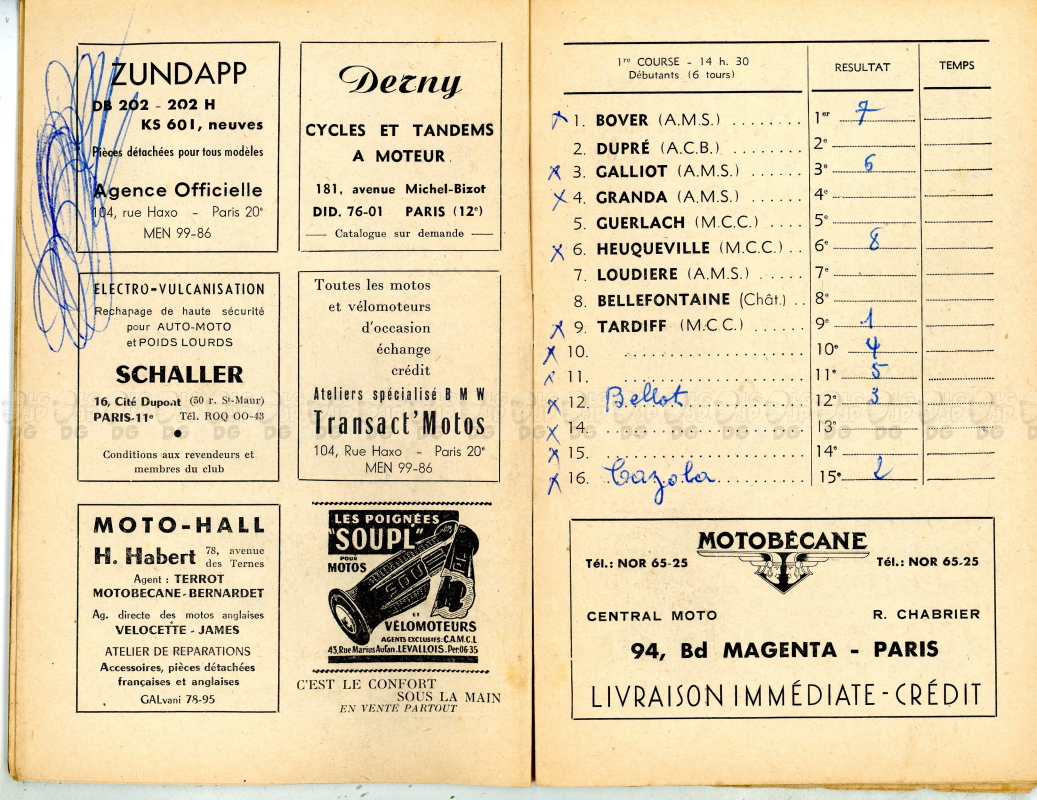 ZUNDAPP
DB 202 - 202 H
KS 601, neuves
Pièces détachées pour tous modèles
Agence Officielle
104, rue Haxo - Paris 20e
MEN 99-86
Derny
CYCLES ET TANDEMS
A MOTEUR
181, avenue Michel-Bizot
DID. 76-01 PARIS (12e)
Catalogue sur demande
ELECTRO-VULCANISATION
Rechapage de haute sécurité
pour AUTO-MOTO
et POIDS LOURDS
SCHALLER
16, Cité Dupont (50 r. St-Maur)
PARIS-11e Tél. ROQ 00-43
Conditions aux revendeurs et
membres du club
Toutes les motos
et vélomoteurs
d'occasion
échange
crédit
Ateliers spécialisé B M W
Transact'Motos
104, Rue Haxo - Paris 20e
MEN 99-86
MOTO-HALL
H. Habert 78, avenue
des Ternes
Agent : TERROT
MOTOBECANE-BERNARDET
Ag. directe des motos anglaises
VELOCETTE - JAMES
ATELIER DE REPARATIONS
Accessoires, pièces détachées
françaises et anglaises
GALvani 78-95
LES POIGNÉES
"SOUPL"
POUR
MOTOS
SOU
ET
VÉLOMOTEURS
AGENTS EXCLUSIFS: C.A.M.C.L
43, Rue Marius Aufan. LEVALLOIS. Per. 06-35
C'EST LE CONFORT
SOUS LA MAIN
EN VENTE PARTOUT
1re COURSE - 14 h. 30
Débutants (6 tours)
RESULTAT
TEMPS
x 1. BOVER (A.M.S.) ........ 1er 7
2. DUPRÉ (A.C.B.) ........ 2e
x 3. GALLIOT (A.M.S.) ...... 3e 6
x 4. GRANDA (A.M.S.) ...... 4e
5. GUERLACH (M.C.C.) .... 5e
x 6. HEUQUEVILLE (M.C.C.) .. 6e 8
7. LOUDIERE (A.M.S.) ...... 7e
8. BELLEFONTAINE (Chât.) .. 8e
x 9. TARDIFF (M.C.C.) ...... 9e 1
x 10. 10e 4
x 11. 11e 5
x 12. Bellot 12e 3
x 14. 13e
x 15. 14e
x 16. Cazola 15e 2
MOTOBÉCANE
Tél.: NOR 65-25 Tél.: NOR 65-25
CENTRAL MOTO R. CHABRIER
94, Bd MAGENTA - PARIS
LIVRAISON IMMÉDIATE - CRÉDIT